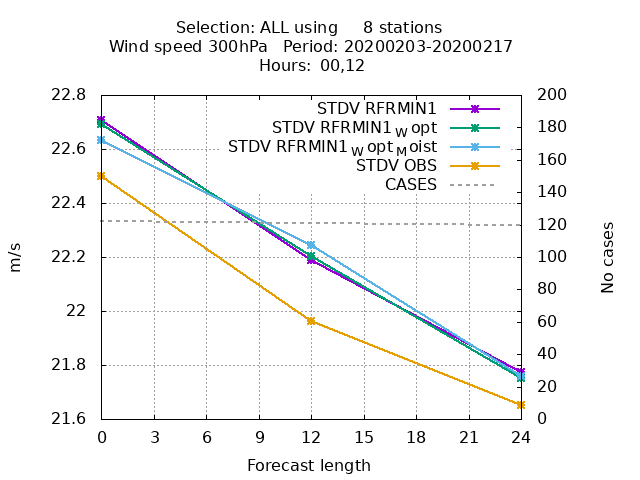 Selection: ALL using 8 stations
Wind speed 300hPa Period: 20200203-20200217
Hours: 00,12
22.8
22.6
22.4
22.2
22
21.8
21.6
m/s
STDV RFRMIN1
STDV RFRMIN1_Wopt
STDV RFRMIN1_Wopt_Moist
STDV OBS
CASES
200
180
160
140
120
100
80
60
40
20
0
No cases
0 3 6 9 12 15 18 21 24
Forecast length